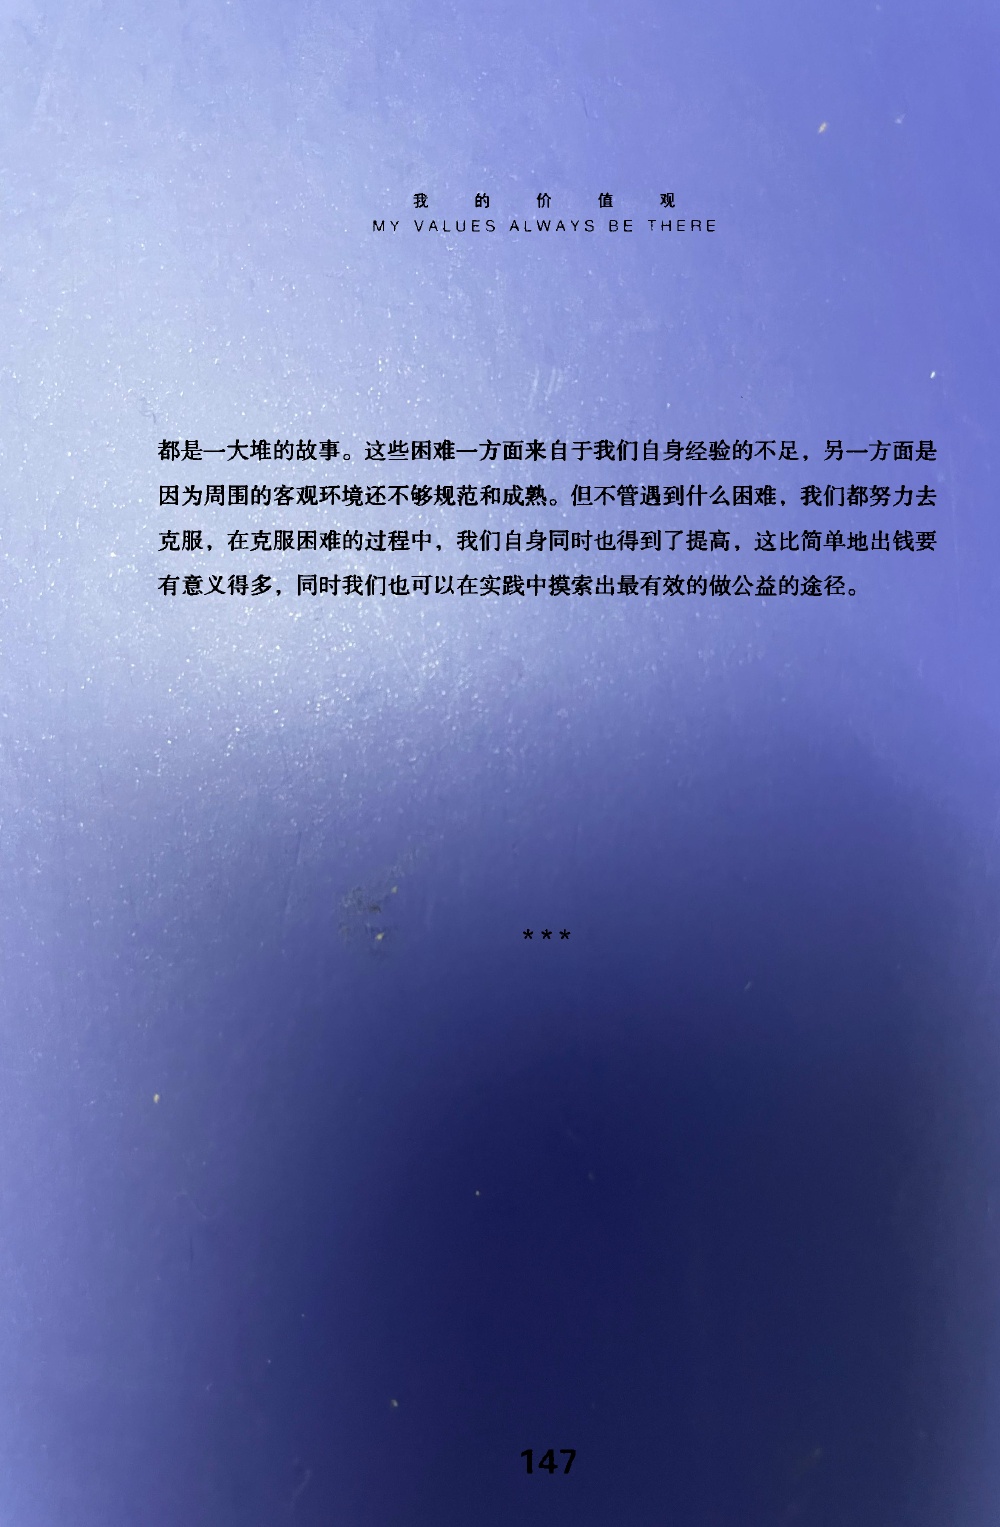 我的价值观
MY VALUES ALWAYS BE THERE
都是一大堆的故事。这些困难一方面来自于我们自身经验的不足，另一方面是
因为周围的客观环境还不够规范和成熟。但不管遇到什么困难，我们都努力去
克服，在克服困难的过程中，我们自身同时也得到了提高，这比简单地出钱要
有意义得多，同时我们也可以在实践中摸索出最有效的做公益的途径。
***
147